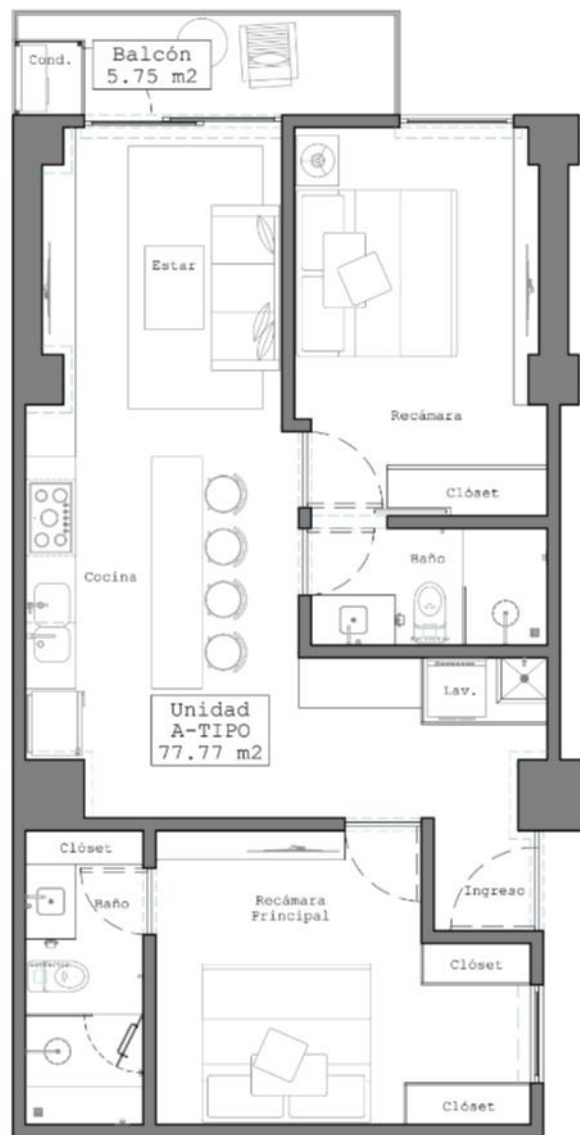 Cond.
Balcón
5.75 m2
Estar
Recámara
Clóset
Baño
Cocina
Lav.
Unidad
A-TIPO
77.77 m2
Clóset
Baño
Recámara
Principal
Ingreso
Clóset
Clóset